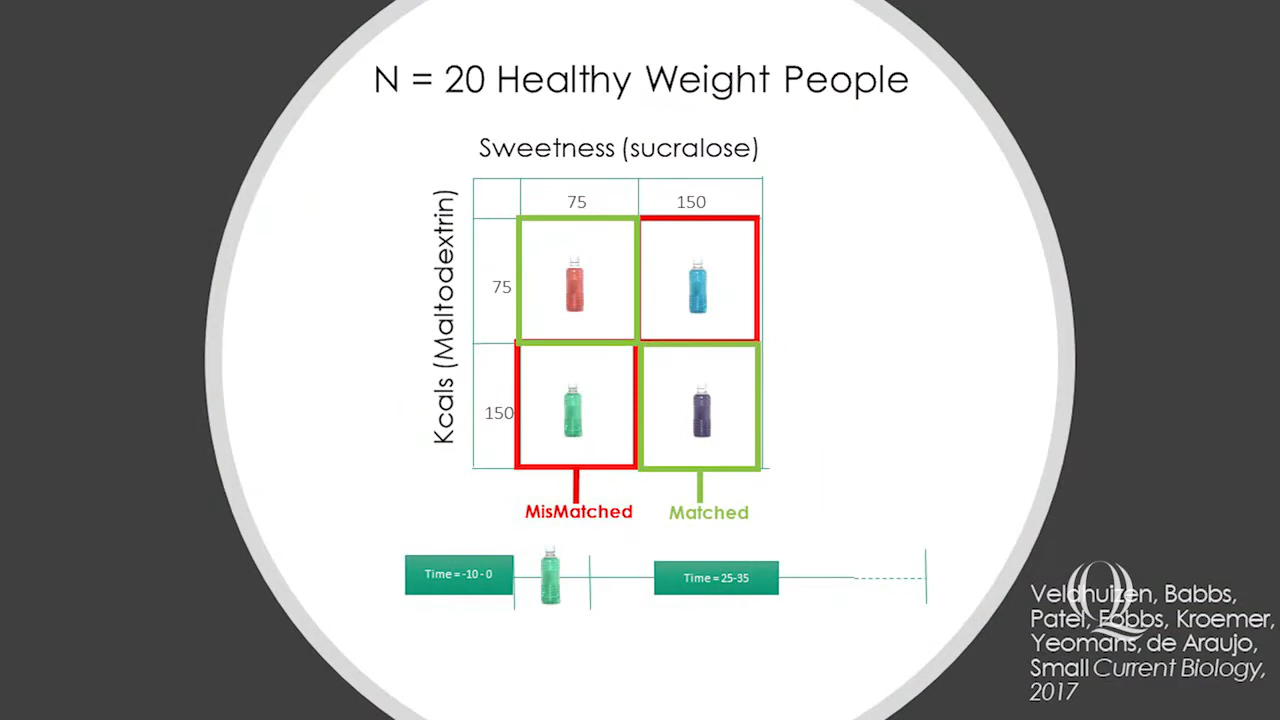 N = 20 Healthy Weight People
Sweetness (sucralose)
Kcals (Maltodextrin)
75 150
75
150
MisMatched Matched
Time = -10 - 0
Time = 25-35
Veldhuizen, Babbs,
Patel, Fobbs, Kroemer,
Yeomans, de Araujo,
Small Current Biology,
2017
Q